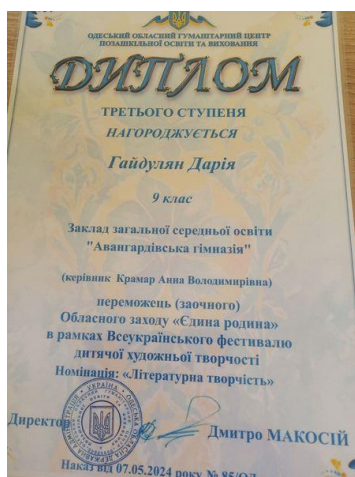 ОДЕСЬКИЙ ОБЛАСНИЙ ГУМАНІТАРНИЙ ЦЕНТР
ПОЗАШКІЛЬНОЇ ОСВІТИ ТА ВИХОВАННЯ
ДИПЛОМ
ТРЕТЬОГО СТУПЕНЯ
НАГОРОДЖУЄТЬСЯ
Гайдулян Дарія
9 клас
Заклад загальної середньої освіти
"Авангардівська гімназія"
(керівник Крамар Анна Володимирівна)
переможець (заочного)
Обласного заходу «Єдина родина»
в рамках Всеукраїнського фестивалю
дитячої художньої творчості
Номінація: «Літературна творчість»
Директор
Дмитро МАКОСІЙ
Наказ від 07.05.2024 року № 85/ОД